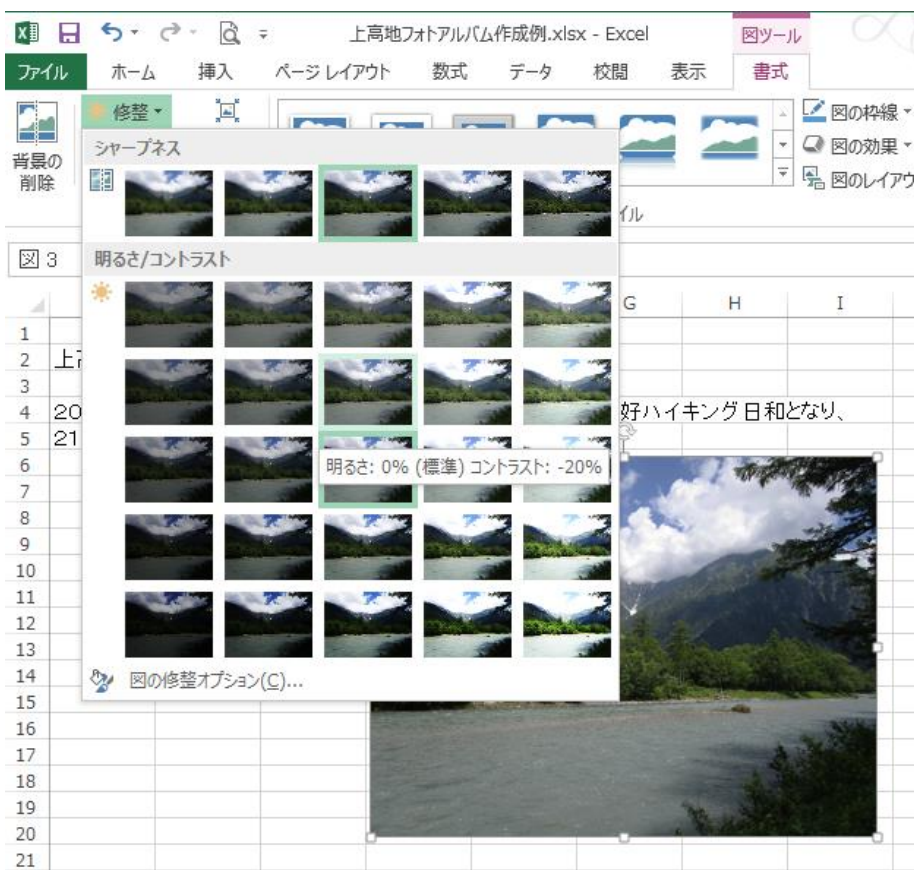 上高地フォトアルバム作成例.xlsx - Excel
図ツール
ファイル ホーム 挿入 ページ レイアウト 数式 データ 校閲 表示 書式
背景の
削除
修整
図の枠線
図の効果
図のレイアウ
イル
シャープネス
図 3
明るさ/コントラスト
G H I
1
2 上
3
4 20 好ハイキング日和となり、
5 21
6
明るさ: 0% (標準) コントラスト: -20%
7
8
9
10
11
12
13
14
図の修整オプション(C)...
15
16
17
18
19
20
21